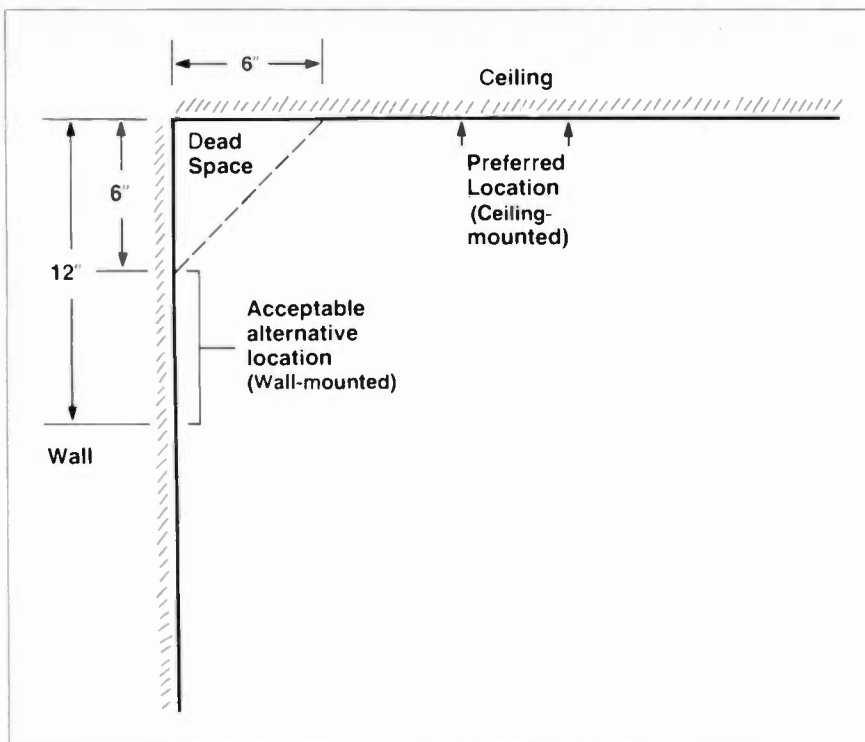 6"
Ceiling
Dead
Space
6"
12"
Preferred
Location
(Ceiling-
mounted)
Acceptable
alternative
location
(Wall-mounted)
Wall